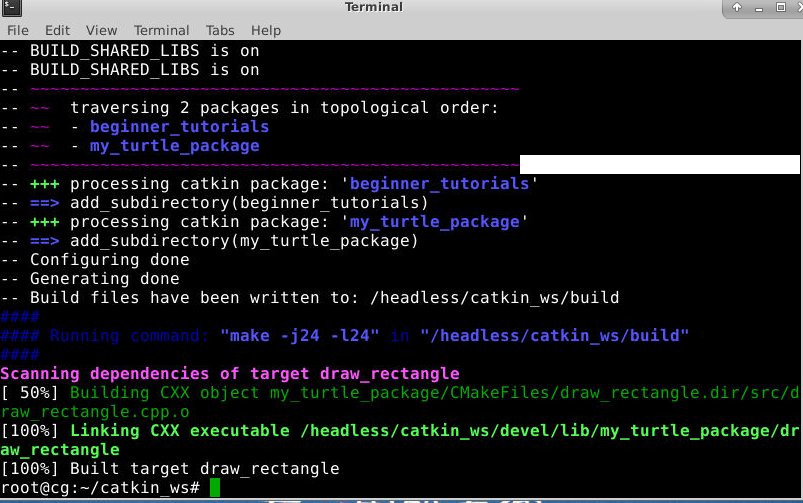 Terminal
File Edit View Terminal Tabs Help
-- BUILD_SHARED_LIBS is on
-- BUILD_SHARED_LIBS is on
-- ~~~~~~~~~~~~~~~~~~~~~~~~~~~~~~~~~~~~~~~~~~~~~~~~~
-- ~~  traversing 2 packages in topological order:
-- ~~  - beginner_tutorials
-- ~~  - my_turtle_package
-- ~~~~~~~~~~~~~~~~~~~~~~~~~~~~~~~~~~~~~~~~~~~~~~~~~
-- +++ processing catkin package: 'beginner_tutorials'
-- ==> add_subdirectory(beginner_tutorials)
-- +++ processing catkin package: 'my_turtle_package'
-- ==> add_subdirectory(my_turtle_package)
-- Configuring done
-- Generating done
-- Build files have been written to: /headless/catkin_ws/build
####
#### Running command: "make -j24 -l24" in "/headless/catkin_ws/build"
####
Scanning dependencies of target draw_rectangle
[ 50%] Building CXX object my_turtle_package/CMakeFiles/draw_rectangle.dir/src/d
raw_rectangle.cpp.o
[100%] Linking CXX executable /headless/catkin_ws/devel/lib/my_turtle_package/dr
aw_rectangle
[100%] Built target draw_rectangle
root@cg:~/catkin_ws#